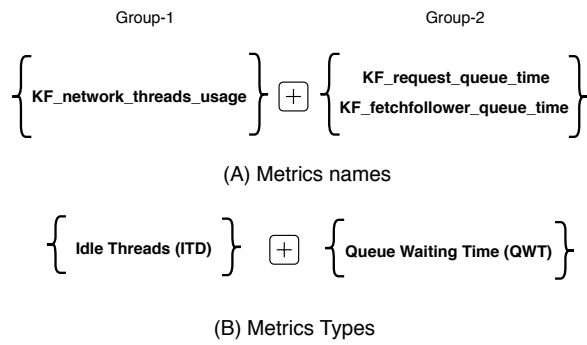 Group-1 Group-2
KF_network_threads_usage + KF_request_queue_time
KF_fetchfollower_queue_time
(A) Metrics names
Idle Threads (ITD) + Queue Waiting Time (QWT)
(B) Metrics Types